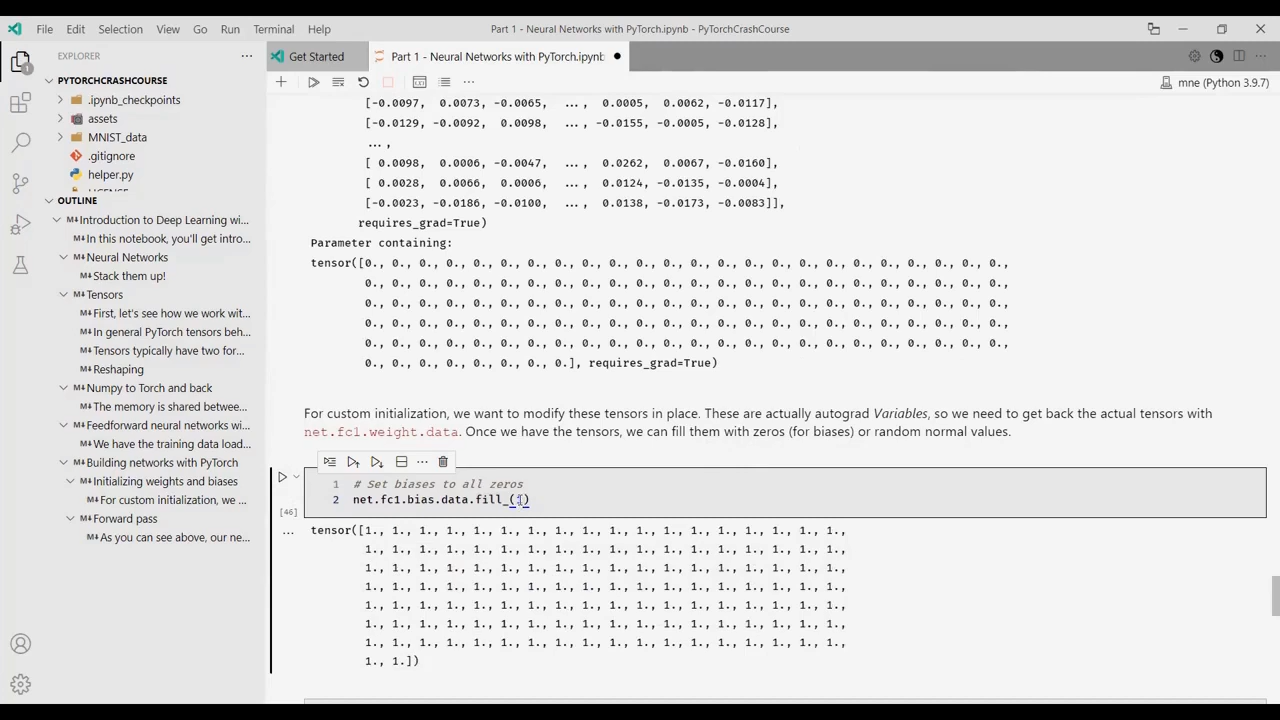 File Edit Selection View Go Run Terminal Help Part 1 - Neural Networks with PyTorch.ipynb - PyTorchCrashCourse
EXPLORER
Get Started
Part 1 - Neural Networks with PyTorch.ipynb
mne (Python 3.9.7)
PYTORCHCRASHCOURSE
.ipynb_checkpoints
assets
MNIST_data
.gitignore
helper.py
OUTLINE
Introduction to Deep Learning wi...
In this notebook, you'll get intro...
Neural Networks
Stack them up!
Tensors
First, let's see how we work wit...
In general PyTorch tensors beh...
Tensors typically have two for...
Reshaping
Numpy to Torch and back
The memory is shared betwee...
Feedforward neural networks wi...
We have the training data load...
Building networks with PyTorch
Initializing weights and biases
For custom initialization, we ...
Forward pass
As you can see above, our ne...
[-0.0097, 0.0073, -0.0065, ..., 0.0005, 0.0062, -0.0117],
[-0.0129, -0.0092, 0.0098, ..., -0.0155, -0.0005, -0.0128],
...,
[ 0.0098, 0.0006, -0.0047, ..., 0.0262, 0.0067, -0.0160],
[ 0.0028, 0.0066, 0.0006, ..., 0.0124, -0.0135, -0.0004],
[-0.0023, -0.0186, -0.0100, ..., 0.0138, -0.0173, -0.0083]],
requires_grad=True)
Parameter containing:
tensor([0., 0., 0., 0., 0., 0., 0., 0., 0., 0., 0., 0., 0., 0., 0., 0., 0., 0., 0., 0., 0., 0., 0., 0.,
0., 0., 0., 0., 0., 0., 0., 0., 0., 0., 0., 0., 0., 0., 0., 0., 0., 0., 0., 0., 0., 0., 0., 0.,
0., 0., 0., 0., 0., 0., 0., 0., 0., 0., 0., 0., 0., 0., 0., 0., 0., 0., 0., 0., 0., 0., 0., 0.,
0., 0., 0., 0., 0., 0., 0., 0., 0., 0., 0., 0., 0., 0., 0., 0., 0., 0., 0., 0., 0., 0., 0., 0.,
0., 0., 0., 0., 0., 0., 0., 0., 0., 0., 0., 0., 0., 0., 0., 0., 0., 0., 0., 0., 0., 0., 0., 0.,
0., 0., 0., 0., 0., 0., 0., 0.], requires_grad=True)
For custom initialization, we want to modify these tensors in place. These are actually autograd Variables, so we need to get back the actual tensors with
net.fc1.weight.data. Once we have the tensors, we can fill them with zeros (for biases) or random normal values.
1 # Set biases to all zeros
2 net.fc1.bias.data.fill_( )
[46]
tensor([1., 1., 1., 1., 1., 1., 1., 1., 1., 1., 1., 1., 1., 1., 1., 1., 1., 1.,
1., 1., 1., 1., 1., 1., 1., 1., 1., 1., 1., 1., 1., 1., 1., 1., 1., 1.,
1., 1., 1., 1., 1., 1., 1., 1., 1., 1., 1., 1., 1., 1., 1., 1., 1., 1.,
1., 1., 1., 1., 1., 1., 1., 1., 1., 1., 1., 1., 1., 1., 1., 1., 1., 1.,
1., 1., 1., 1., 1., 1., 1., 1., 1., 1., 1., 1., 1., 1., 1., 1., 1., 1.,
1., 1., 1., 1., 1., 1., 1., 1., 1., 1., 1., 1., 1., 1., 1., 1., 1., 1.,
1., 1., 1., 1., 1., 1., 1., 1., 1., 1., 1., 1., 1., 1., 1., 1., 1., 1.,
1., 1.])